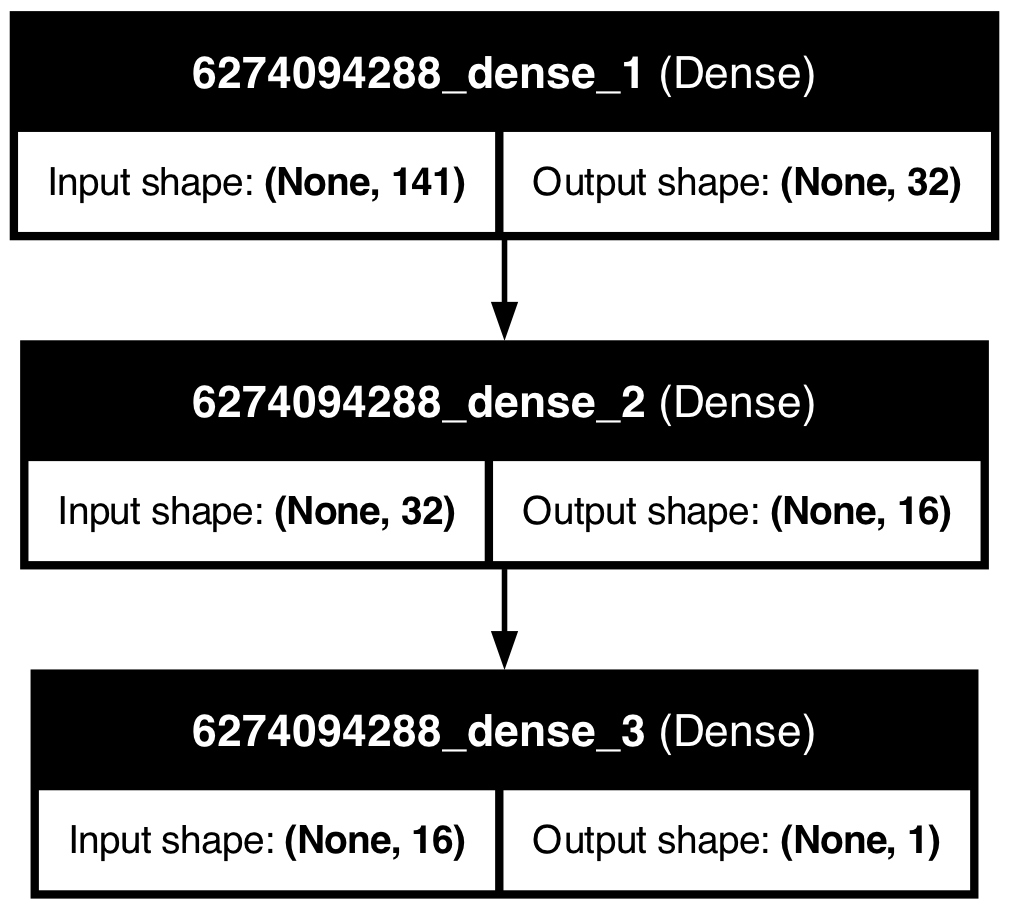 6274094288_dense_1 (Dense)
Input shape: (None, 141) Output shape: (None, 32)
6274094288_dense_2 (Dense)
Input shape: (None, 32) Output shape: (None, 16)
6274094288_dense_3 (Dense)
Input shape: (None, 16) Output shape: (None, 1)